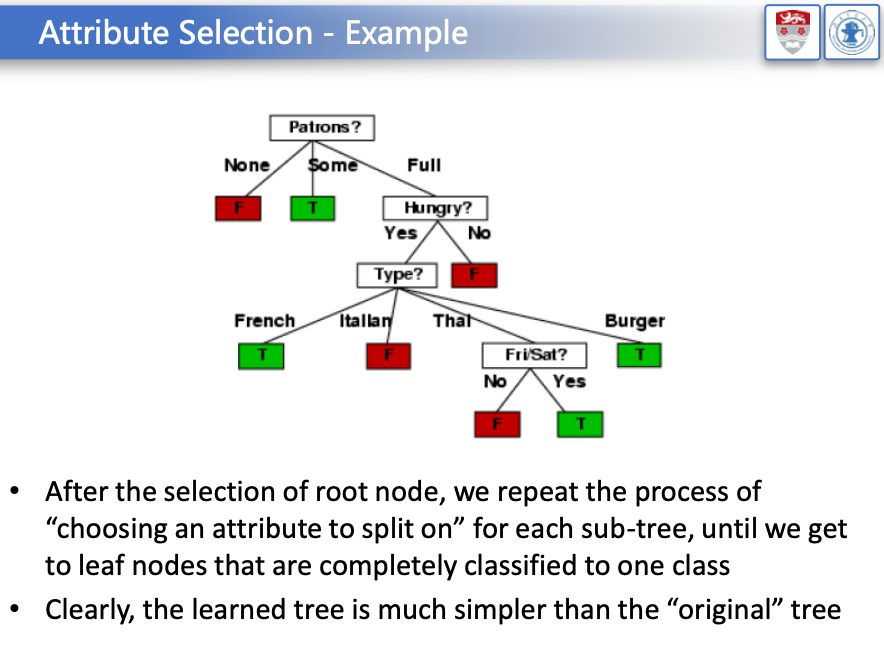 Attribute Selection - Example
Patrons?
None Some Full
F T Hungry?
Yes No
Type? F
French Italian Thai Burger
T F Fri/Sat? T
No Yes
F T
• After the selection of root node, we repeat the process of
“choosing an attribute to split on” for each sub-tree, until we get
to leaf nodes that are completely classified to one class
• Clearly, the learned tree is much simpler than the “original” tree